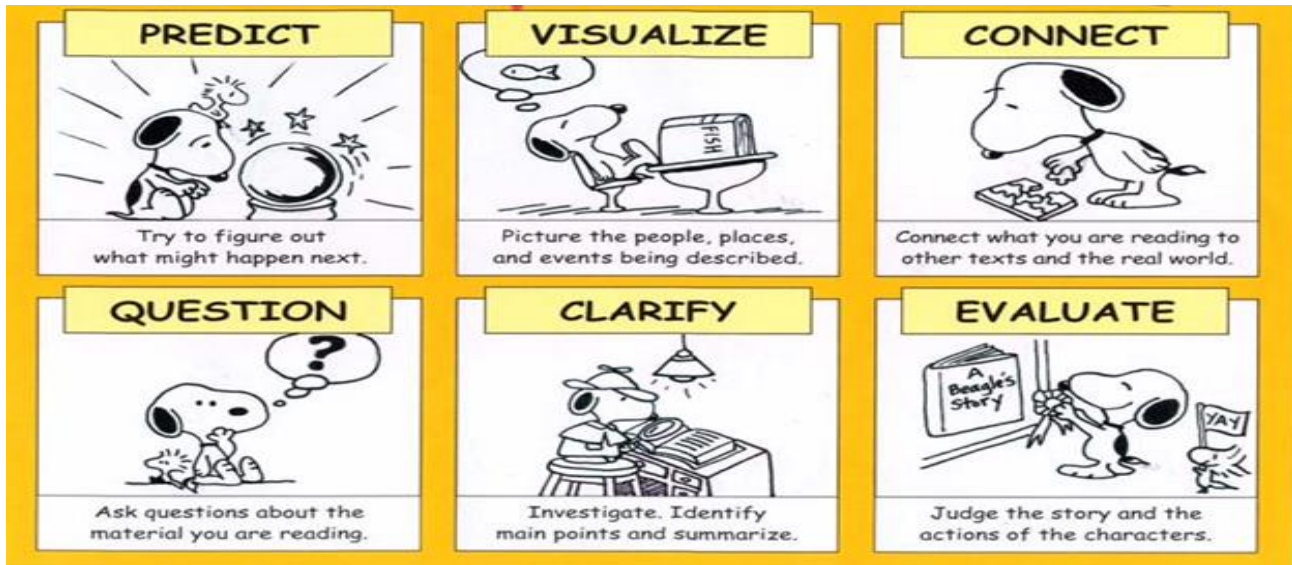 PREDICT
Try to figure out
what might happen next.
VISUALIZE
FISH
Picture the people, places,
and events being described.
CONNECT
Connect what you are reading to
other texts and the real world.
QUESTION
?
Ask questions about the
material you are reading.
CLARIFY
Investigate. Identify
main points and summarize.
EVALUATE
A
Beagle's
Story
YAY
Judge the story and the
actions of the characters.